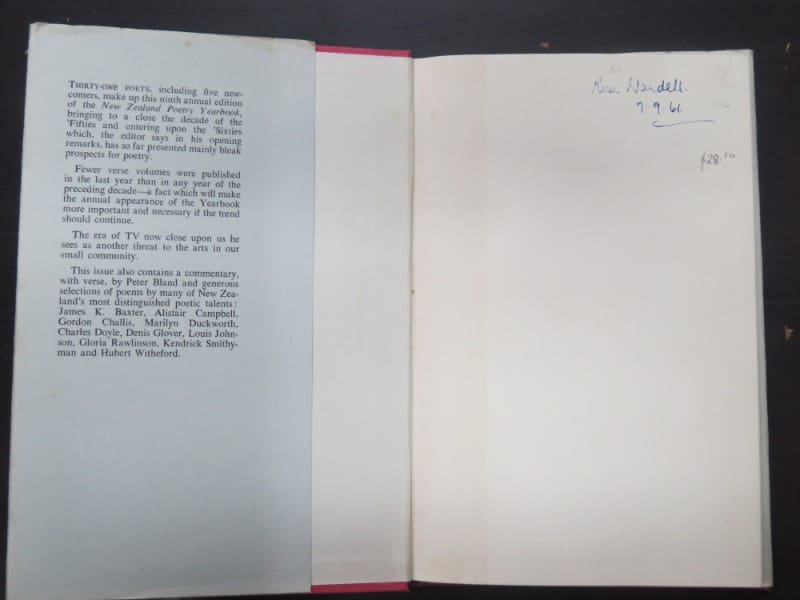 THIRTY-ONE POETS, including five new-
comers, make up this ninth annual edition
of the New Zealand Poetry Yearbook,
bringing to a close the decade of the
'Fifties and entering upon the 'Sixties
which, the editor says in his opening
remarks, has so far presented mainly bleak
prospects for poetry.
Fewer verse volumes were published
in the last year than in any year of the
preceding decade—a fact which will make
the annual appearance of the Yearbook
more important and necessary if the trend
should continue.
The era of TV now close upon us he
sees as another threat to the arts in our
small community.
This issue also contains a commentary,
with verse, by Peter Bland and generous
selections of poems by many of New Zea-
land's most distinguished poetic talents:
James K. Baxter, Alistair Campbell,
Gordon Challis, Marilyn Duckworth,
Charles Doyle, Denis Glover, Louis John-
son, Gloria Rawlinson, Kendrick Smithy-
man and Hubert Witheford.
Wardell.
7.9.61
$28.00